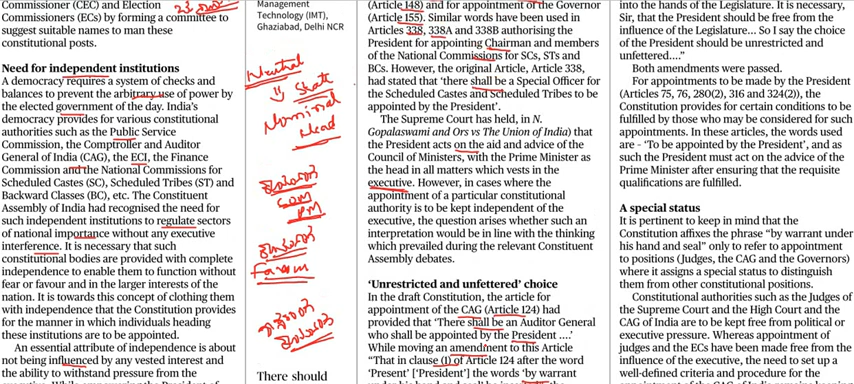 Commissioner (CEC) and Election
Commissioners (ECs) by forming a committee to
suggest suitable names to man these
constitutional posts.
Need for independent institutions
A democracy requires a system of checks and
balances to prevent the arbitrary use of power by
the elected government of the day. India's
democracy provides for various constitutional
authorities such as the Public Service
Commission, the Comptroller and Auditor
General of India (CAG), the ECI, the Finance
Commission and the National Commissions for
Scheduled Castes (SC), Scheduled Tribes (ST) and
Backward Classes (BC), etc. The Constituent
Assembly of India had recognised the need for
such independent institutions to regulate sectors
of national importance without any executive
interference. It is necessary that such
constitutional bodies are provided with complete
independence to enable them to function without
fear or favour and in the larger interests of the
nation. It is towards this concept of clothing them
with independence that the Constitution provides
for the manner in which individuals heading
these institutions are to be appointed.
An essential attribute of independence is about
not being influenced by any vested interest and
the ability to withstand pressure from the
Management
Technology (IMT),
Ghaziabad, Delhi NCR
Neutral
State
Nominal
Head
COM
PM
Favour
There should
(Article 148) and for appointment of the Governor
(Article 155). Similar words have been used in
Articles 338, 338A and 338B authorising the
President for appointing Chairman and members
of the National Commissions for SCs, STs and
BCs. However, the original Article, Article 338,
had stated that 'there shall be a Special Officer for
the Scheduled Castes and Scheduled Tribes to be
appointed by the President'.
The Supreme Court has held, in N.
Gopalaswami and Ors vs The Union of India) that
the President acts on the aid and advice of the
Council of Ministers, with the Prime Minister as
the head in all matters which vests in the
executive. However, in cases where the
appointment of a particular constitutional
authority is to be kept independent of the
executive, the question arises whether such an
interpretation would be in line with the thinking
which prevailed during the relevant Constituent
Assembly debates.
'Unrestricted and unfettered' choice
In the draft Constitution, the article for
appointment of the CAG (Article 124) had
provided that 'There shall be an Auditor General
who shall be appointed by the President ….'
While moving an amendment to this Article
"That in clause (1) of Article 124 after the word
'Present' ['President'] the words 'by warrant
into the hands of the Legislature. It is necessary,
Sir, that the President should be free from the
influence of the Legislature... So I say the choice
of the President should be unrestricted and
unfettered...."
Both amendments were passed.
For appointments to be made by the President
(Articles 75, 76, 280(2), 316 and 324(2)), the
Constitution provides for certain conditions to be
fulfilled by those who may be considered for such
appointments. In these articles, the words used
are - 'To be appointed by the President', and as
such the President must act on the advice of the
Prime Minister after ensuring that the requisite
qualifications are fulfilled.
A special status
It is pertinent to keep in mind that the
Constitution affixes the phrase "by warrant under
his hand and seal" only to refer to appointment
to positions (Judges, the CAG and the Governors)
where it assigns a special status to distinguish
them from other constitutional positions.
Constitutional authorities such as the Judges of
the Supreme Court and the High Court and the
CAG of India are to be kept free from political or
executive pressure. Whereas appointment of
judges and the ECs have been made free from the
influence of the executive, the need to set up a
well-defined criteria and procedure for the